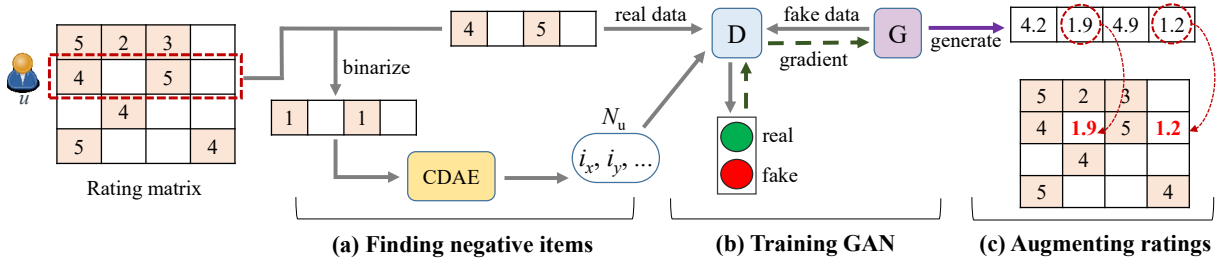 5 2 3
4 5
4
5 4
u
Rating matrix
binarize
1 1
CDAE
4 5
real data
N_u
i_x, i_y, ...
D
fake data
gradient
G
real
fake
generate
4.2 1.9 4.9 1.2
5 2 3
4 1.9 5 1.2
4
5 4
(a) Finding negative items
(b) Training GAN
(c) Augmenting ratings